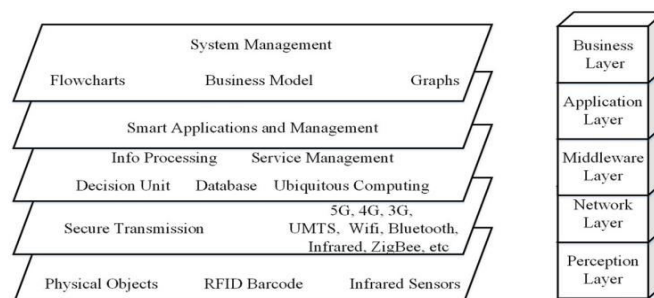 System Management
Flowcharts Business Model Graphs
Smart Applications and Management
Info Processing Service Management
Decision Unit Database Ubiquitous Computing
Secure Transmission
5G, 4G, 3G,
UMTS, Wifi, Bluetooth,
Infrared, ZigBee, etc
Physical Objects RFID Barcode Infrared Sensors
Business
Layer
Application
Layer
Middleware
Layer
Network
Layer
Perception
Layer